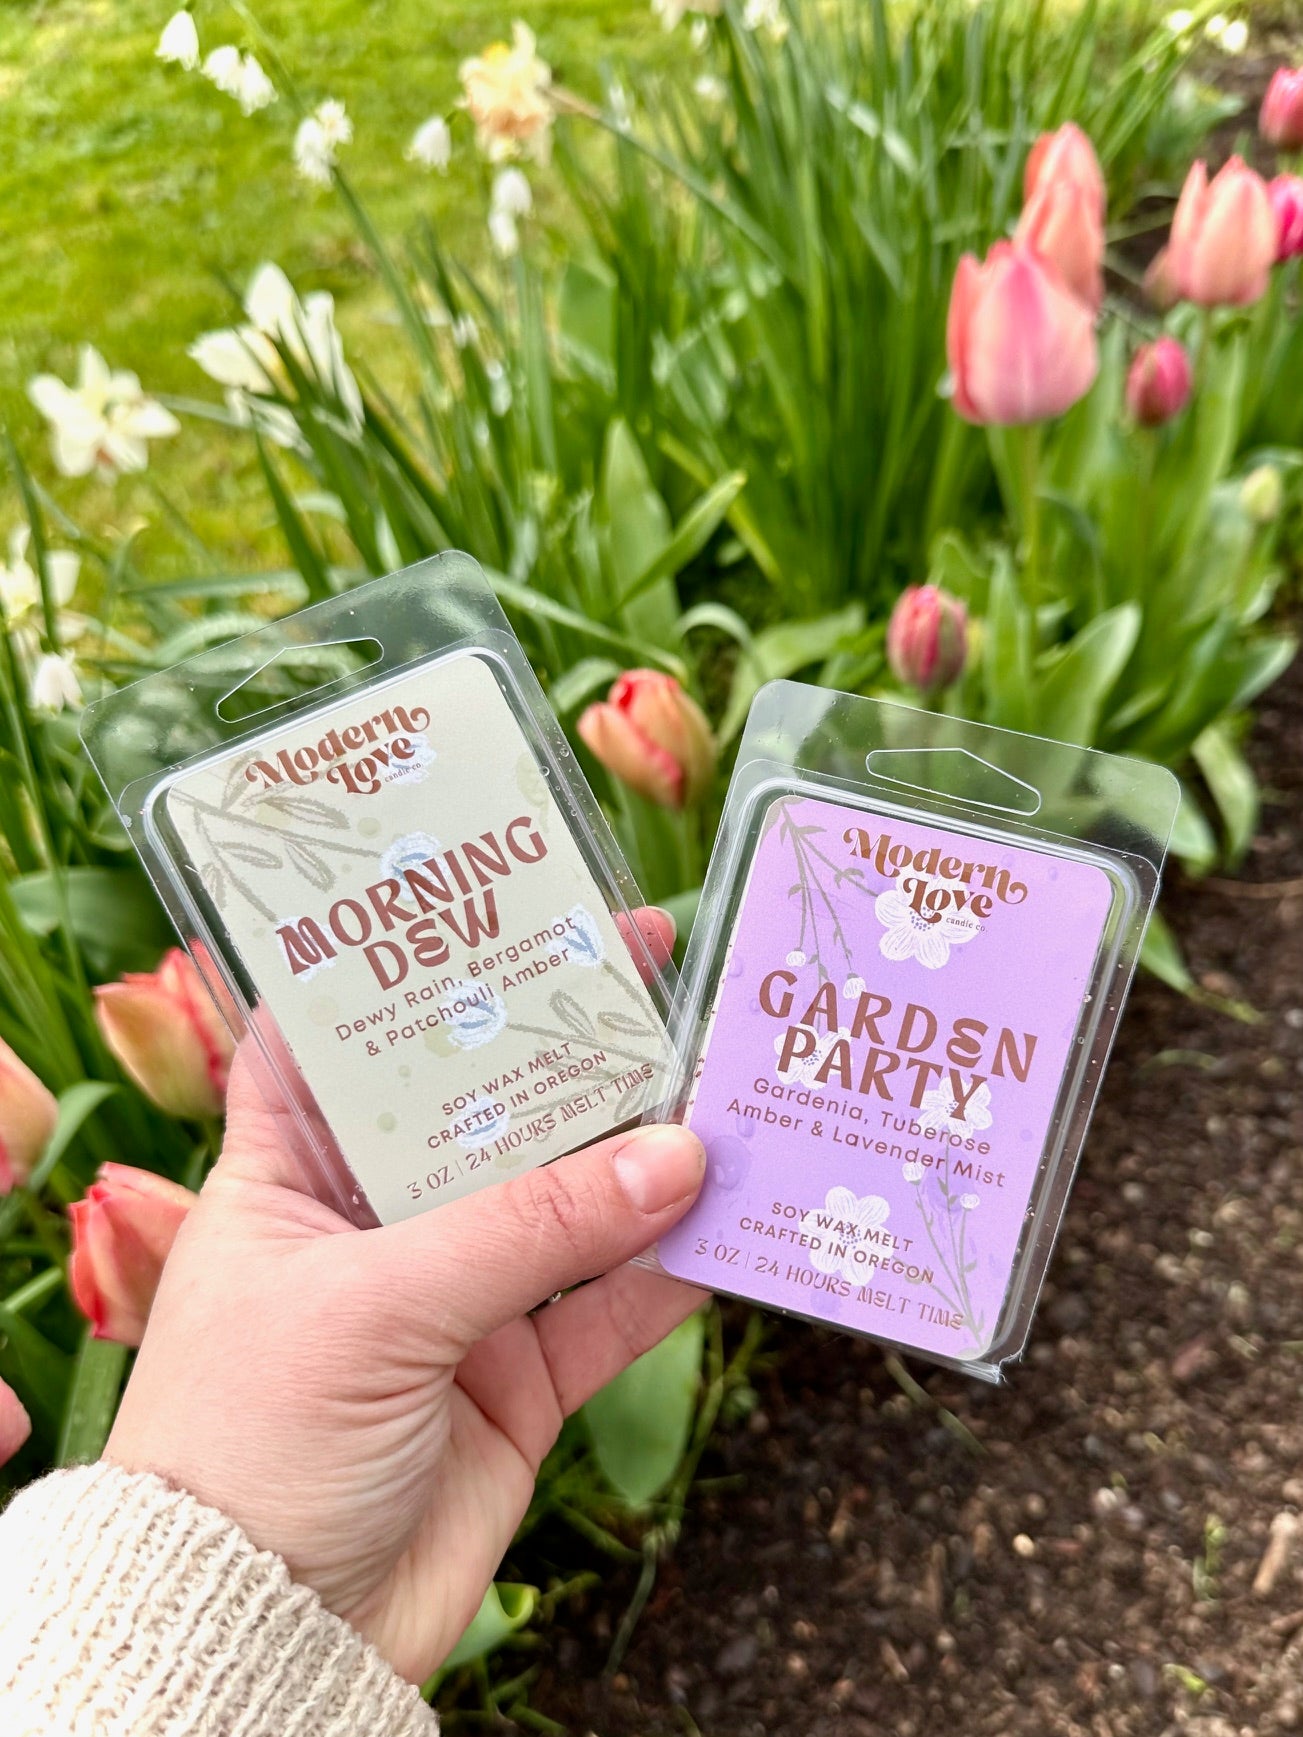 Modern
Love
candle co.
MORNING
DEW
Dewy Rain, Bergamot
& Patchouli Amber
SOY WAX MELT
CRAFTED IN OREGON
3 OZ | 24 HOURS MELT TIME
Modern
Love
candle co.
GARDEN
PARTY
Gardenia, Tuberose
Amber & Lavender Mist
SOY WAX MELT
CRAFTED IN OREGON
3 OZ | 24 HOURS MELT TIME